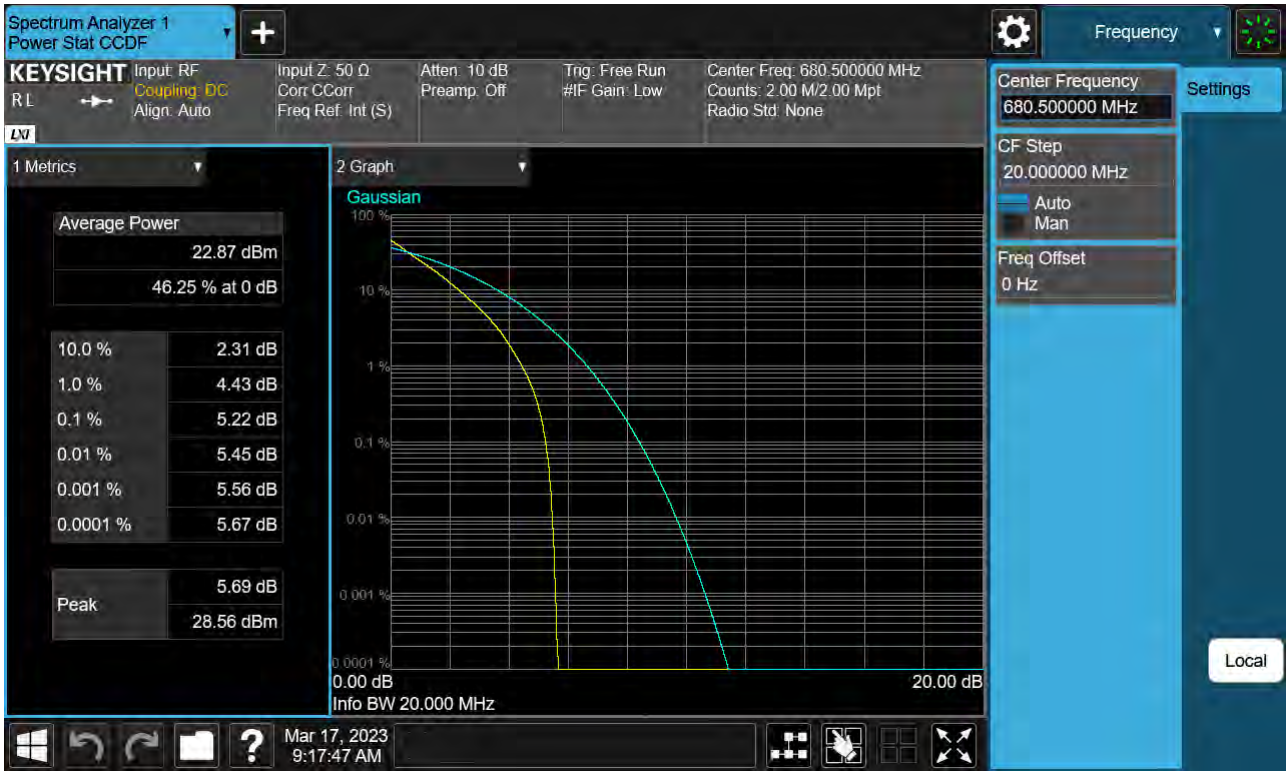 Spectrum Analyzer 1
Power Stat CCDF
+
Frequency
KEYSIGHT
RL
LXI
Input: RF
Coupling: DC
Align: Auto
Input Z: 50 Ω
Corr CCorr
Freq Ref: Int (S)
Atten: 10 dB
Preamp: Off
Trig: Free Run
#IF Gain: Low
Center Freq: 680.500000 MHz
Counts: 2.00 M/2.00 Mpt
Radio Std: None
Center Frequency
680.500000 MHz
Settings
CF Step
20.000000 MHz
Auto
Man
Freq Offset
0 Hz
Local
1 Metrics
Average Power
22.87 dBm
46.25 % at 0 dB
10.0 % 2.31 dB
1.0 % 4.43 dB
0.1 % 5.22 dB
0.01 % 5.45 dB
0.001 % 5.56 dB
0.0001 % 5.67 dB
Peak
5.69 dB
28.56 dBm
2 Graph
Gaussian
100 %
10 %
1 %
0.1 %
0.01 %
0.001 %
0.0001 %
0.00 dB 20.00 dB
Info BW 20.000 MHz
?
Mar 17, 2023
9:17:47 AM